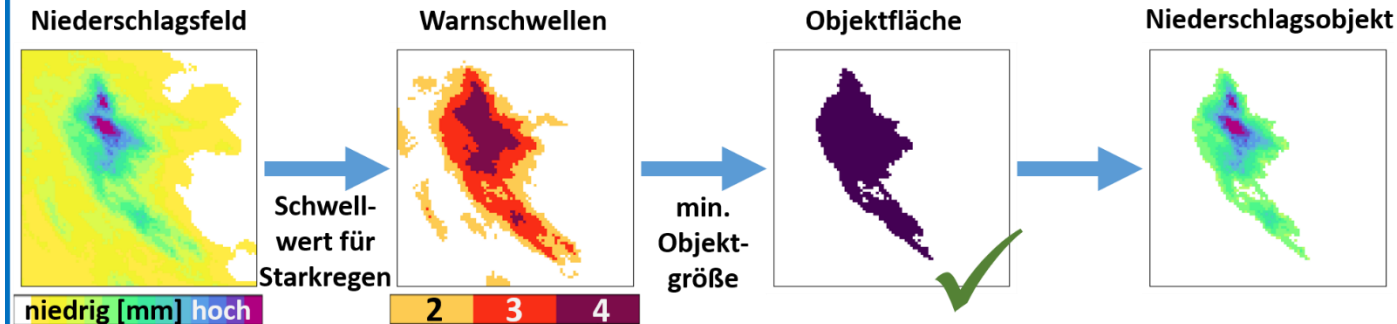 Niederschlagsfeld
Warnschwellen
Objektfläche
Niederschlagsobjekt
Schwell-
wert für
Starkregen
min.
Objekt-
größe
niedrig [mm] hoch
2 3 4